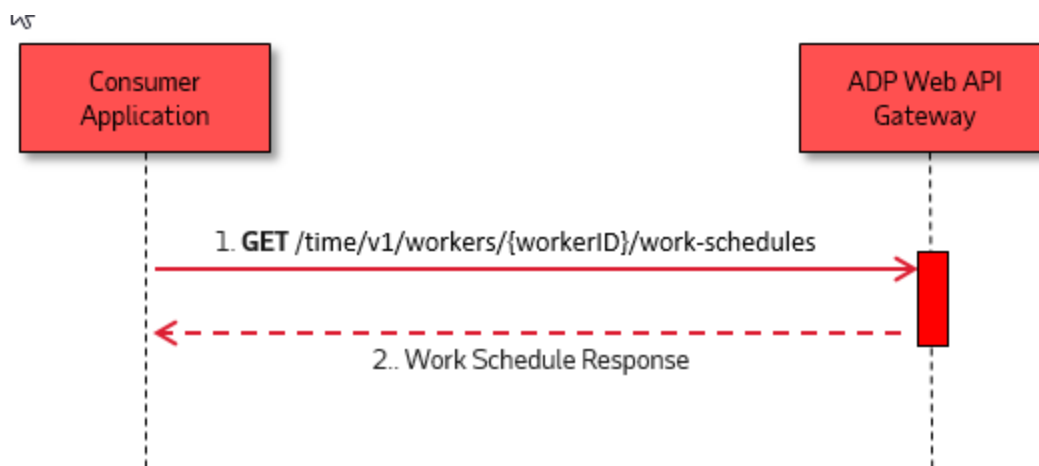 Consumer
Application
ADP Web API
Gateway
1. GET /time/v1/workers/{workerID}/work-schedules
2.. Work Schedule Response